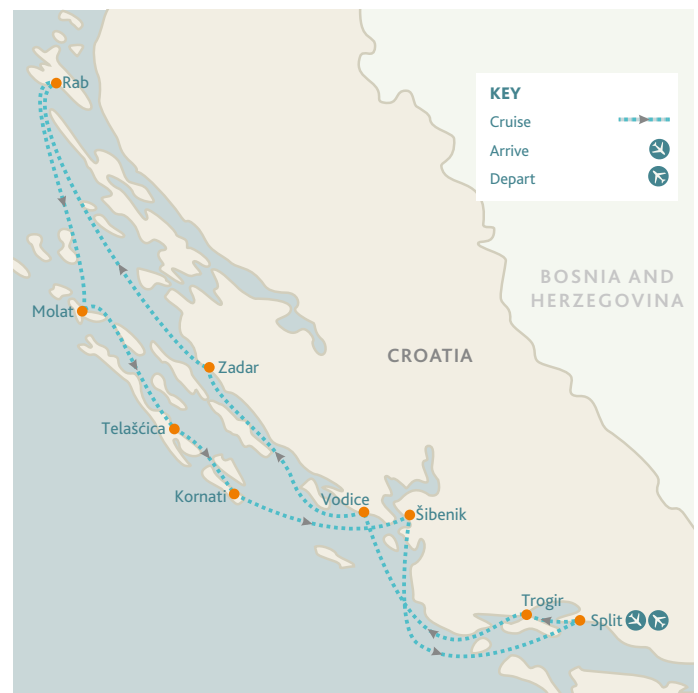 Rab
KEY
Cruise
Arrive
Depart
BOSNIA AND
HERZEGOVINA
Molat
CROATIA
Zadar
Telašćica
Kornati
Vodice
Šibenik
Trogir
Split